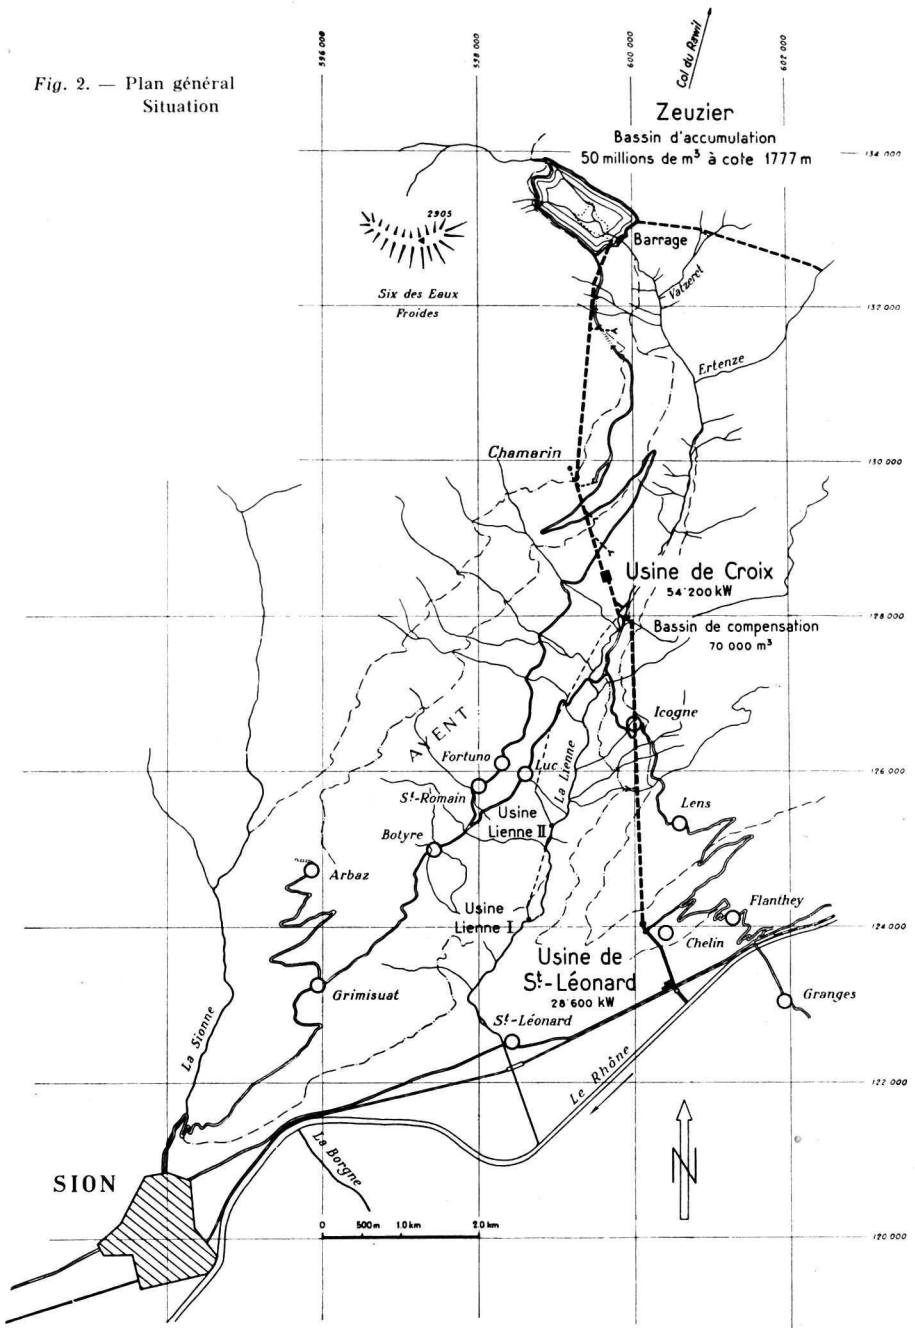 Fig. 2. — Plan général
Situation
596 000
598 000
600 000
602 000
Col du Rawil
Zeuzier
Bassin d'accumulation
50 millions de m³ à cote 1777 m
134 000
2905
Six des Eaux
Froides
Barrage
Vatzeret
132 000
Ertenze
Chamarin
130 000
Usine de Croix
54'200 kW
128 000
Bassin de compensation
70 000 m³
Icogne
AYENT
Fortuno
Luc
La Lienne
126 000
St-Romain
Usine
Lienne II
Lens
Botyre
Arbaz
Flanthey
Usine
Lienne I
124 000
Chelin
Usine de
St-Léonard
28'600 kW
Grimisuat
Granges
St-Léonard
La Sionne
Le Rhône
122 000
La Borgne
N
SION
0 500m 1.0km 2.0km
120 000